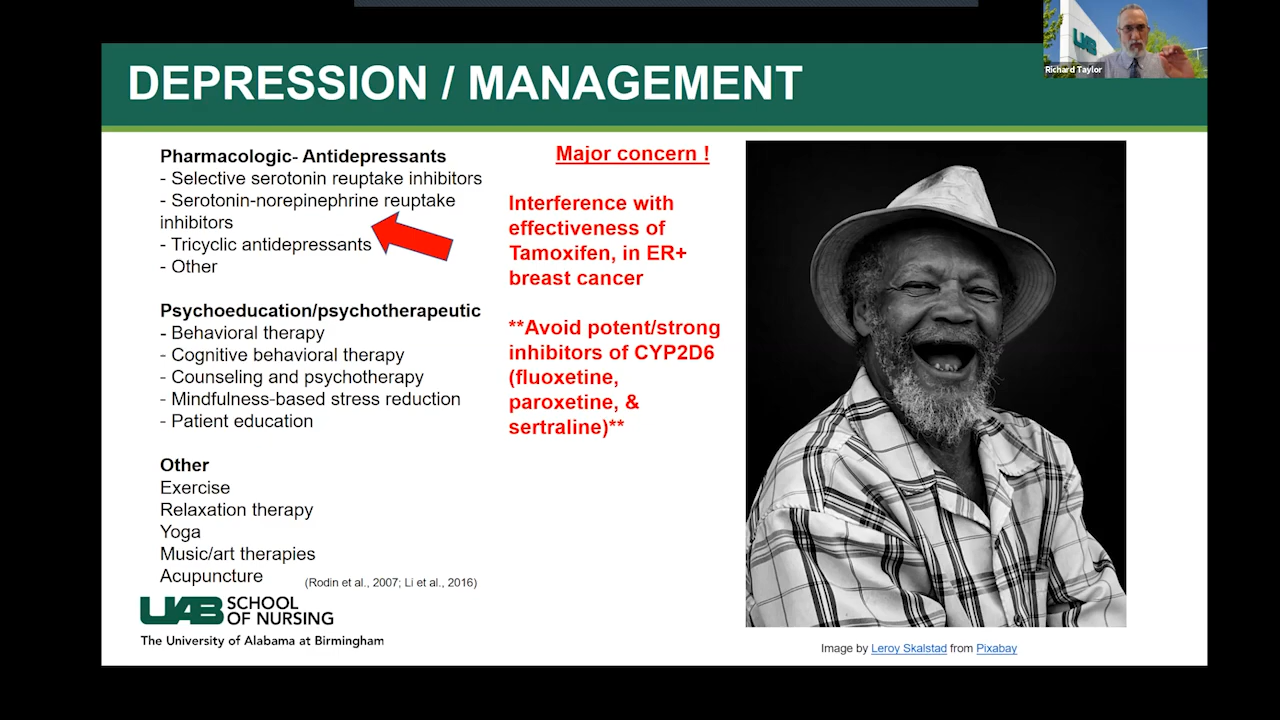 UAB
Richard Taylor
DEPRESSION / MANAGEMENT
Pharmacologic- Antidepressants
- Selective serotonin reuptake inhibitors
- Serotonin-norepinephrine reuptake
inhibitors
- Tricyclic antidepressants
- Other
Psychoeducation/psychotherapeutic
- Behavioral therapy
- Cognitive behavioral therapy
- Counseling and psychotherapy
- Mindfulness-based stress reduction
- Patient education
Other
Exercise
Relaxation therapy
Yoga
Music/art therapies
Acupuncture
(Rodin et al., 2007; Li et al., 2016)
Major concern !
Interference with
effectiveness of
Tamoxifen, in ER+
breast cancer
**Avoid potent/strong
inhibitors of CYP2D6
(fluoxetine,
paroxetine, &
sertraline)**
UAB SCHOOL
OF NURSING
The University of Alabama at Birmingham
Image by Leroy Skalstad from Pixabay